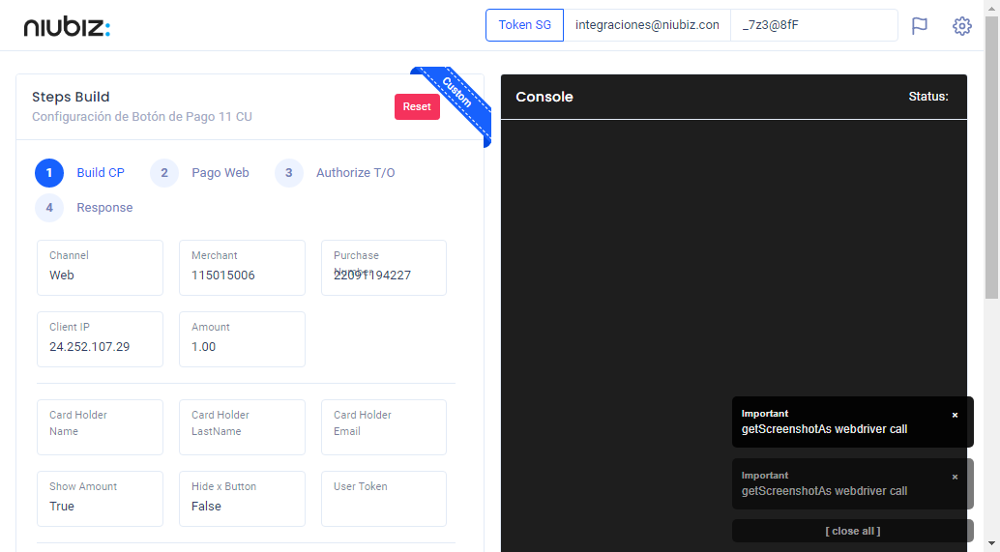 niubiz:
Token SG
integraciones@niubiz.con
_7z3@8fF
Steps Build
Configuración de Botón de Pago 11 CU
Reset
Custom
Console
Status:
1
Build CP
2
Pago Web
3
Authorize T/O
4
Response
Channel
Web
Merchant
115015006
Purchase
Number
22091194227
Client IP
24.252.107.29
Amount
1.00
Card Holder
Name
Card Holder
LastName
Card Holder
Email
Show Amount
True
Hide x Button
False
User Token
Important
×
getScreenshotAs webdriver call
Important
×
getScreenshotAs webdriver call
[ close all ]